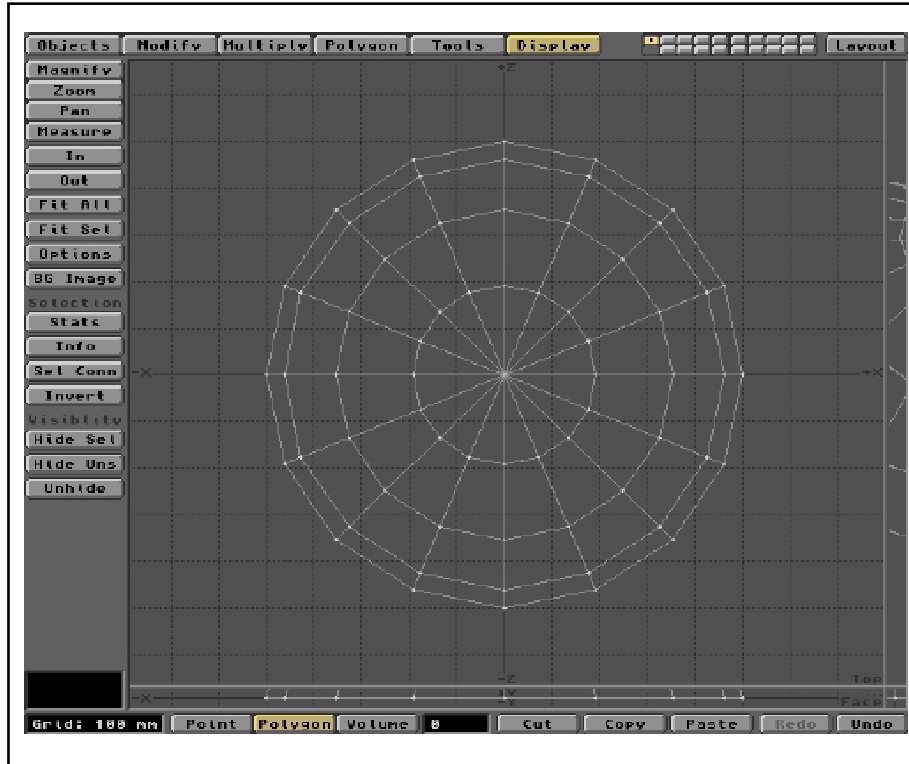 Objects Modify Multiply Polygon Tools Display Layout
Magnify
Zoom
Pan
Measure
In
Out
Fit All
Fit Sel
Options
BG Image
Selection
Stats
Info
Sel Conn
Invert
Visiblity
Hide Sel
Hide Uns
Unhide
+Z
-X +X
-Z Top
-X +Y Face
Grid: 100 mm Point Polygon Volume 0 Cut Copy Paste Redo Undo